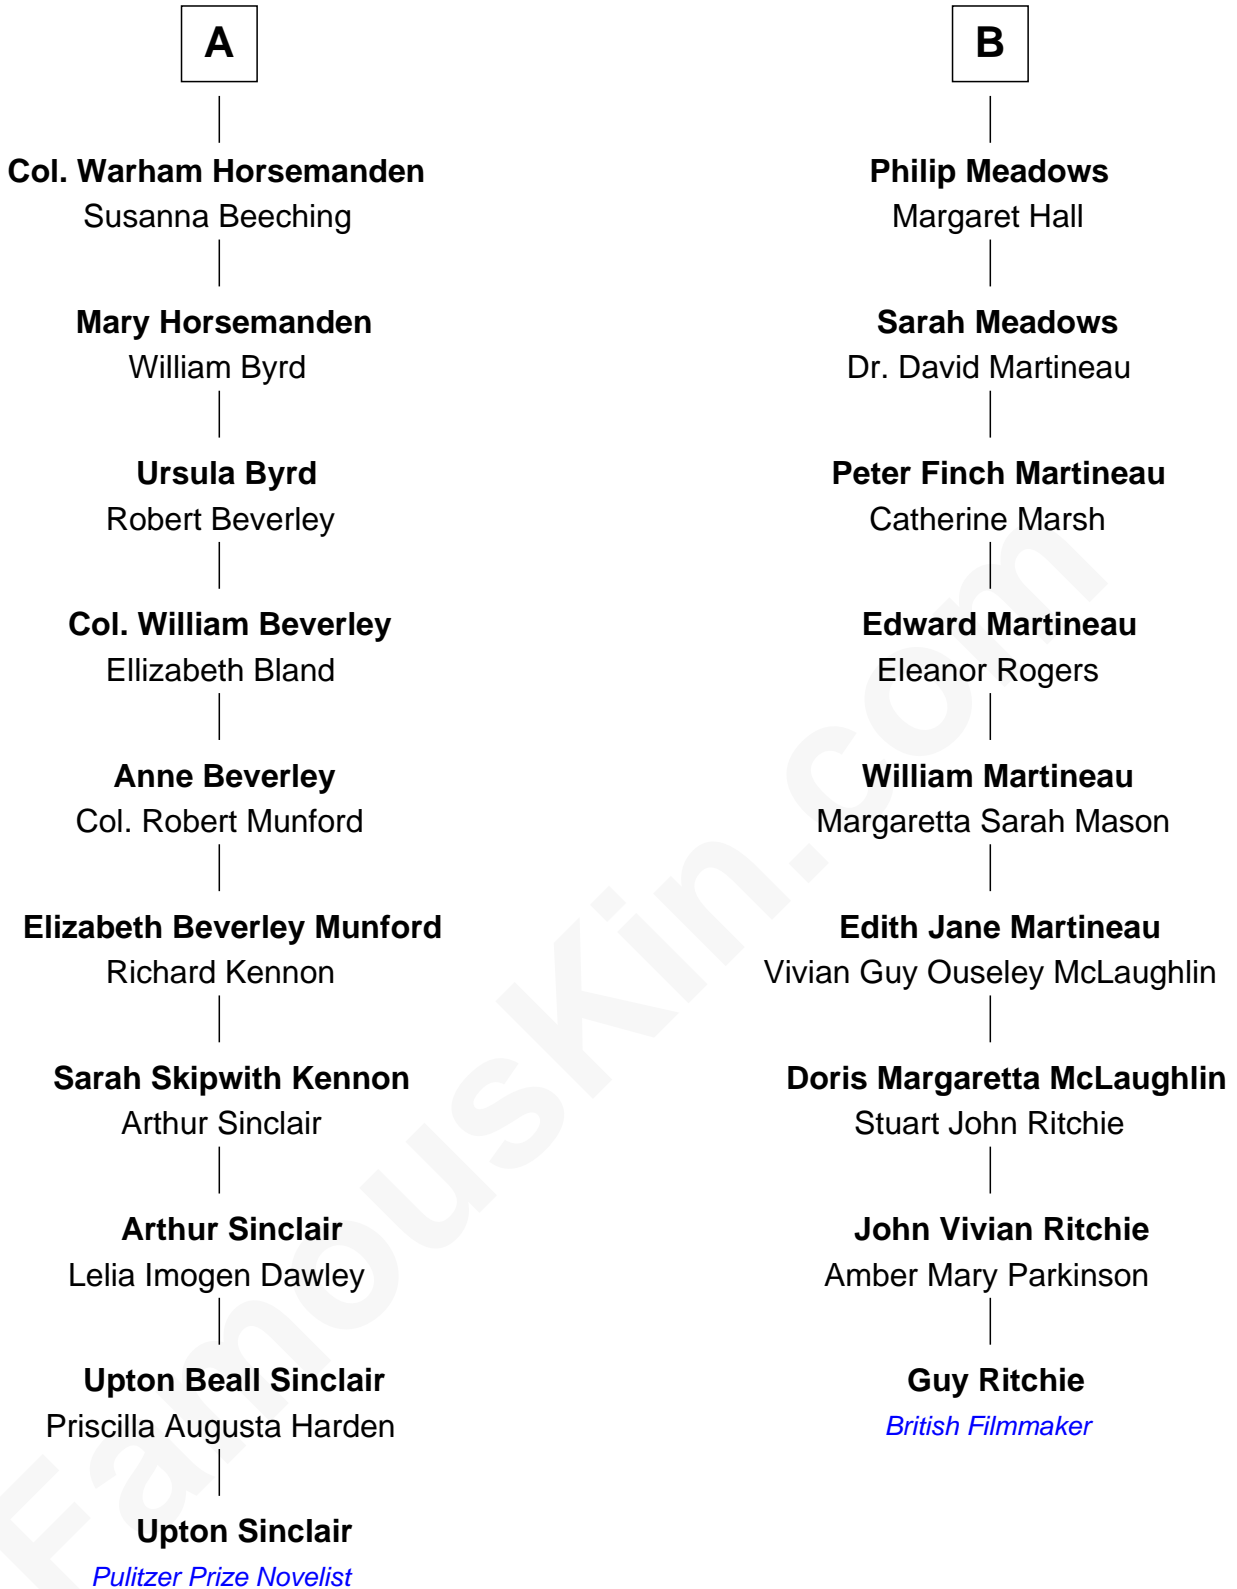 A
Col. Warham Horsemanden
Susanna Beeching
Mary Horsemanden
William Byrd
Ursula Byrd
Robert Beverley
Col. William Beverley
Ellizabeth Bland
Anne Beverley
Col. Robert Munford
Elizabeth Beverley Munford
Richard Kennon
Sarah Skipwith Kennon
Arthur Sinclair
Arthur Sinclair
Lelia Imogen Dawley
Upton Beall Sinclair
Priscilla Augusta Harden
Upton Sinclair
Pulitzer Prize Novelist
B
Philip Meadows
Margaret Hall
Sarah Meadows
Dr. David Martineau
Peter Finch Martineau
Catherine Marsh
Edward Martineau
Eleanor Rogers
William Martineau
Margaretta Sarah Mason
Edith Jane Martineau
Vivian Guy Ouseley McLaughlin
Doris Margaretta McLaughlin
Stuart John Ritchie
John Vivian Ritchie
Amber Mary Parkinson
Guy Ritchie
British Filmmaker
FamousKin.com